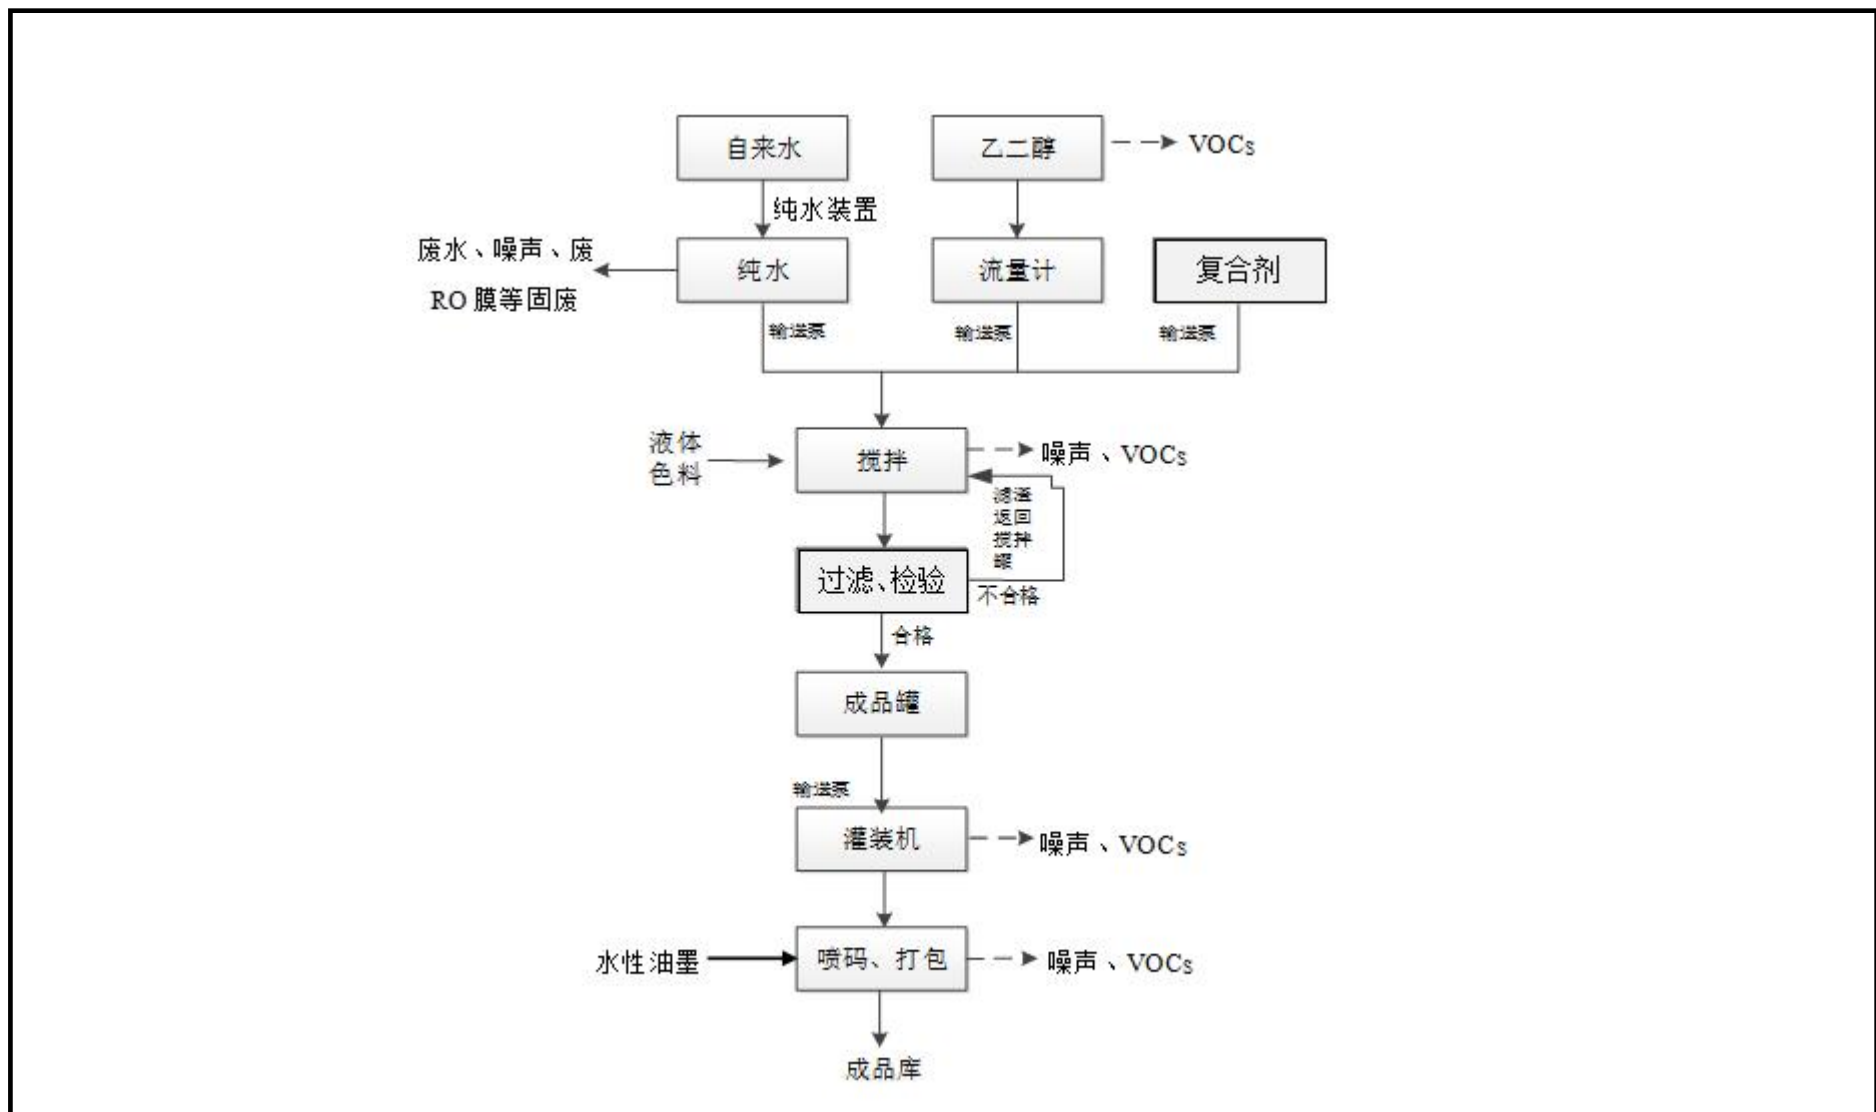 自来水
乙二醇
VOCs
纯水装置
废水、噪声、废
RO膜等固废
纯水
流量计
复合剂
输送泵
输送泵
输送泵
液体
色料
搅拌
噪声、VOCs
滤渣
返回
搅拌
罐
过滤、检验
不合格
合格
成品罐
输送泵
灌装机
噪声、VOCs
水性油墨
喷码、打包
噪声、VOCs
成品库